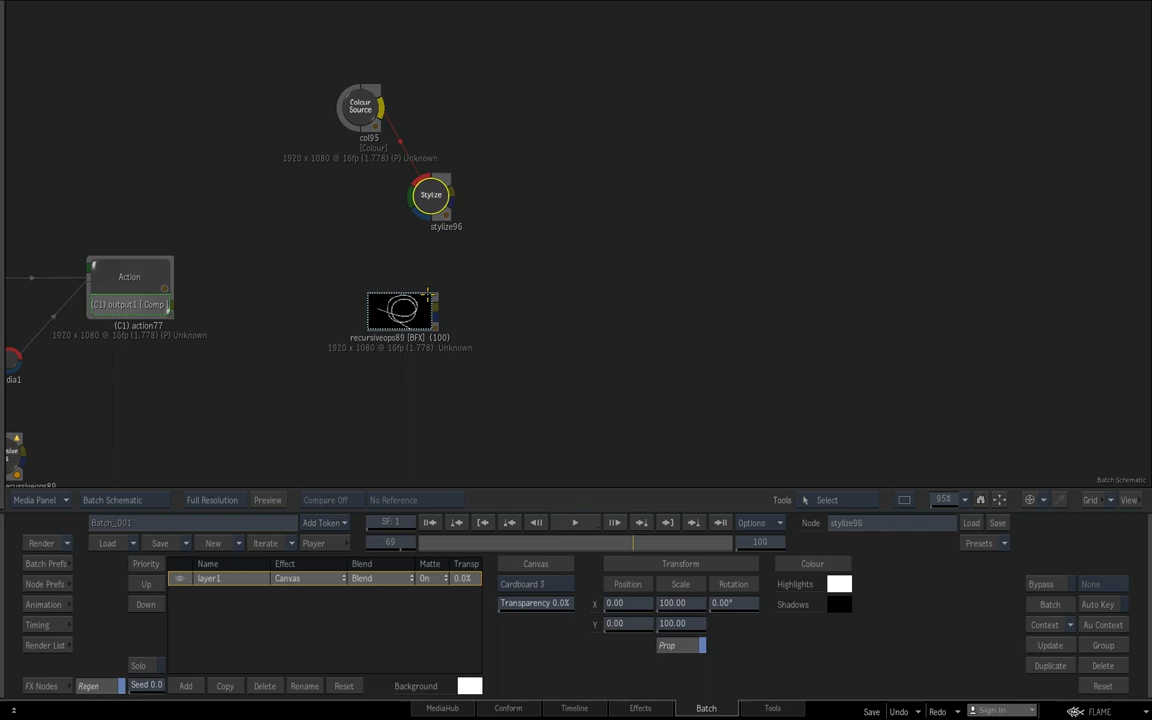 Colour
Source
col95
[Colour]
1920 x 1080 @ 16fp (1.778) (P) Unknown
Stylize
stylize96
Action
(C1) output1 [ Comp ]
(C1) action77
1920 x 1080 @ 16fp (1.778) (P) Unknown
recursiveops89 [BFX] (100)
1920 x 1080 @ 16fp (1.778) Unknown
dia1
sive
s
ecursiveops89
Batch Schematic
Media Panel Batch Schematic Full Resolution Preview Compare Off No Reference Tools Select 95% Grid View
Batch_001 Add Token SF: 1 Options Node stylize96 Load Save
Render Load Save New Iterate Player 69 100 Presets
Batch Prefs Priority Name Effect Blend Matte Transp Canvas Transform Colour
Node Prefs Up layer1 Canvas Blend On 0.0% Cardboard 3 Position Scale Rotation Highlights Bypass None
Animation Down Transparency 0.0% X 0.00 100.00 0.00° Shadows Batch Auto Key
Timing Y 0.00 100.00 Context Au Context
Render List Prop Update Group
Solo Duplicate Delete
FX Nodes Regen Seed 0.0 Add Copy Delete Rename Reset Background Reset
MediaHub Conform Timeline Effects Batch Tools Save Undo Redo Sign In FLAME